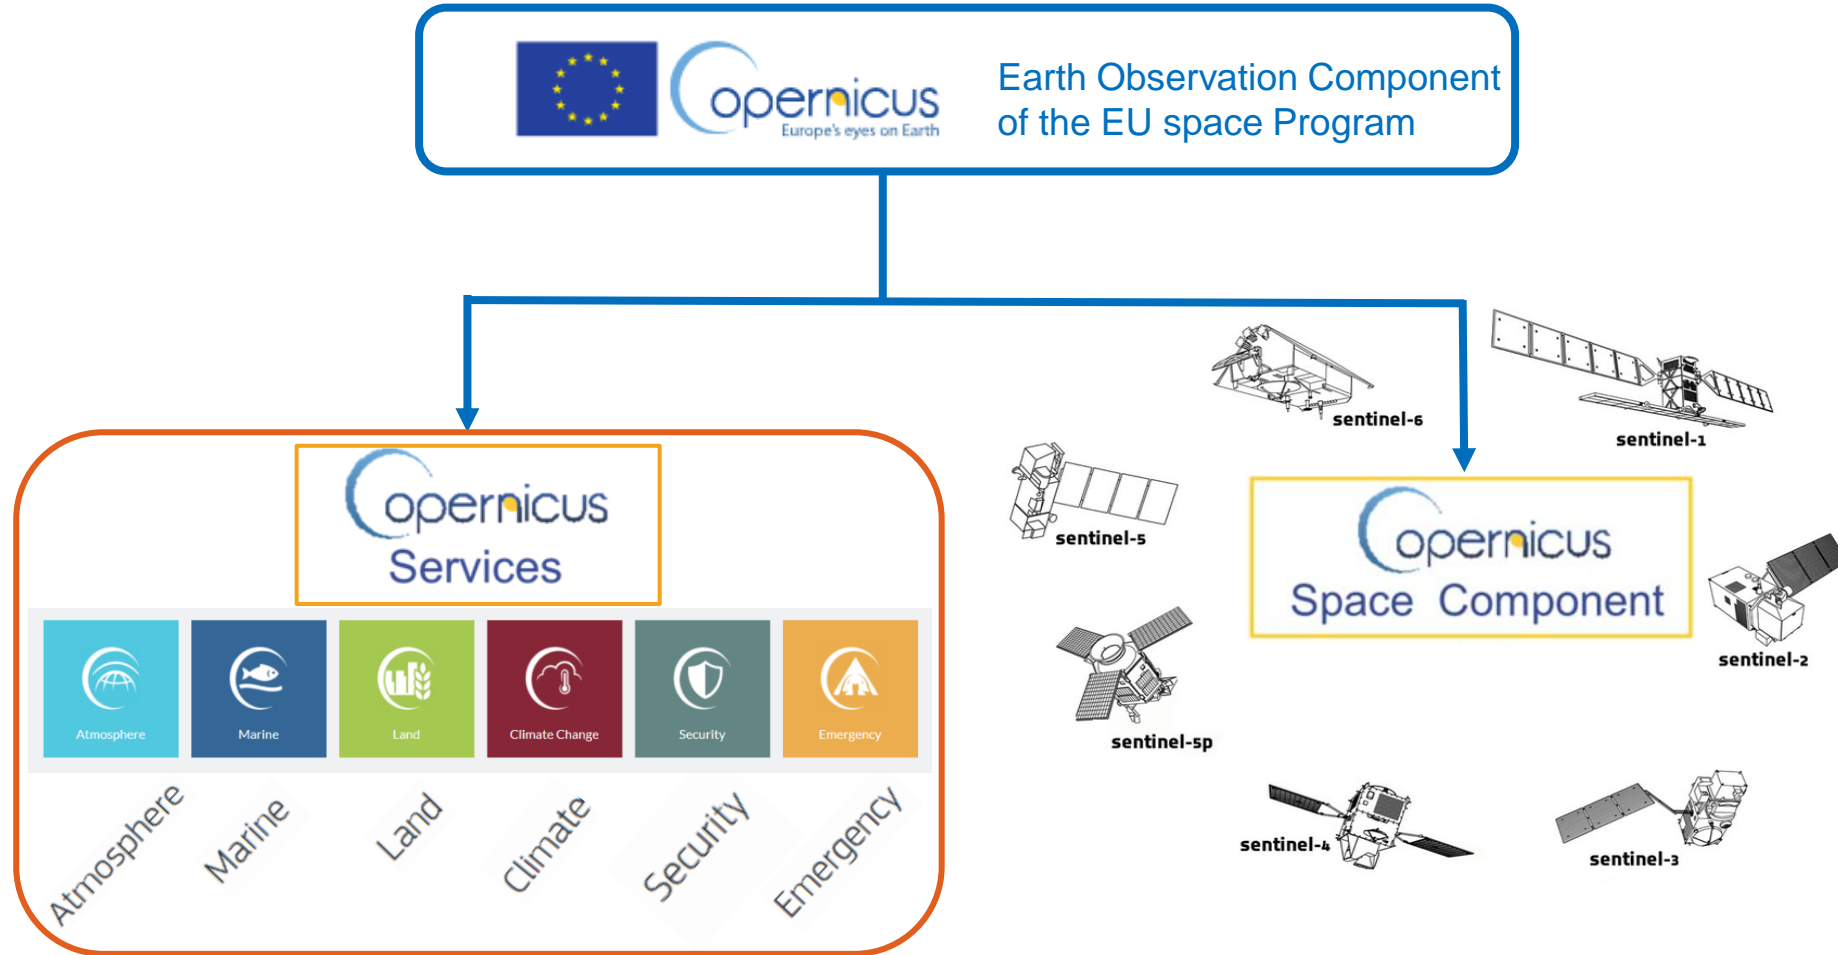 Copernicus
Europe's eyes on Earth
Earth Observation Component
of the EU space Program
Copernicus
Services
Atmosphere
Marine
Land
Climate Change
Security
Emergency
Atmosphere
Marine
Land
Climate
Security
Emergency
sentinel-6
sentinel-1
sentinel-5
Copernicus
Space Component
sentinel-2
sentinel-5p
sentinel-4
sentinel-3